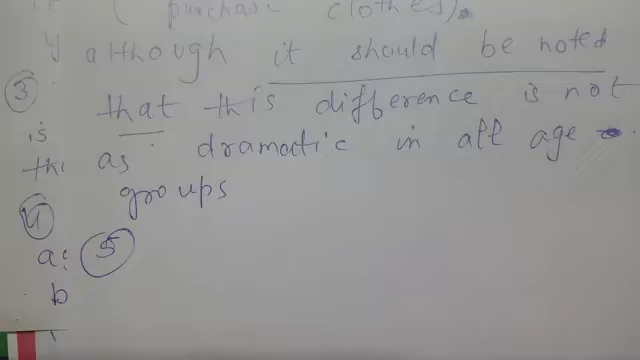 ( purchase clothes).
y although it should be noted
③ that this difference is not
is as dramatic in all age
the groups
④
a: ⑤
b